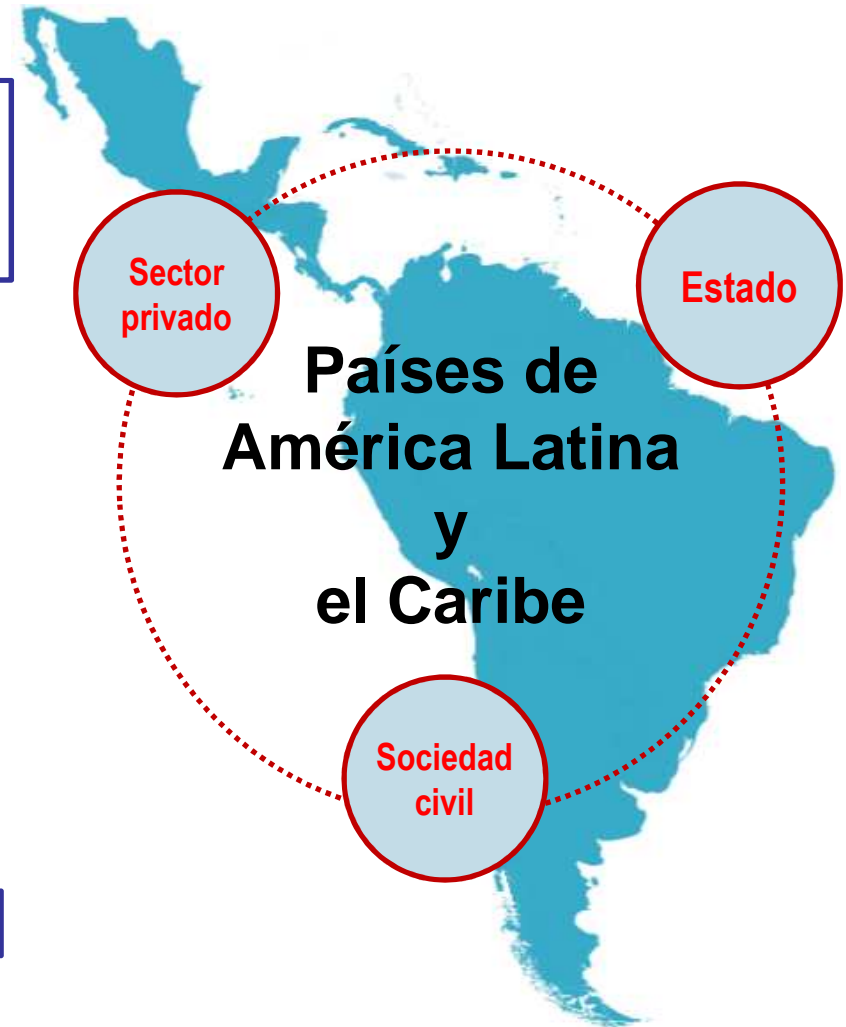 Sector
privado
Estado
Países de
América Latina
y
el Caribe
Sociedad
civil